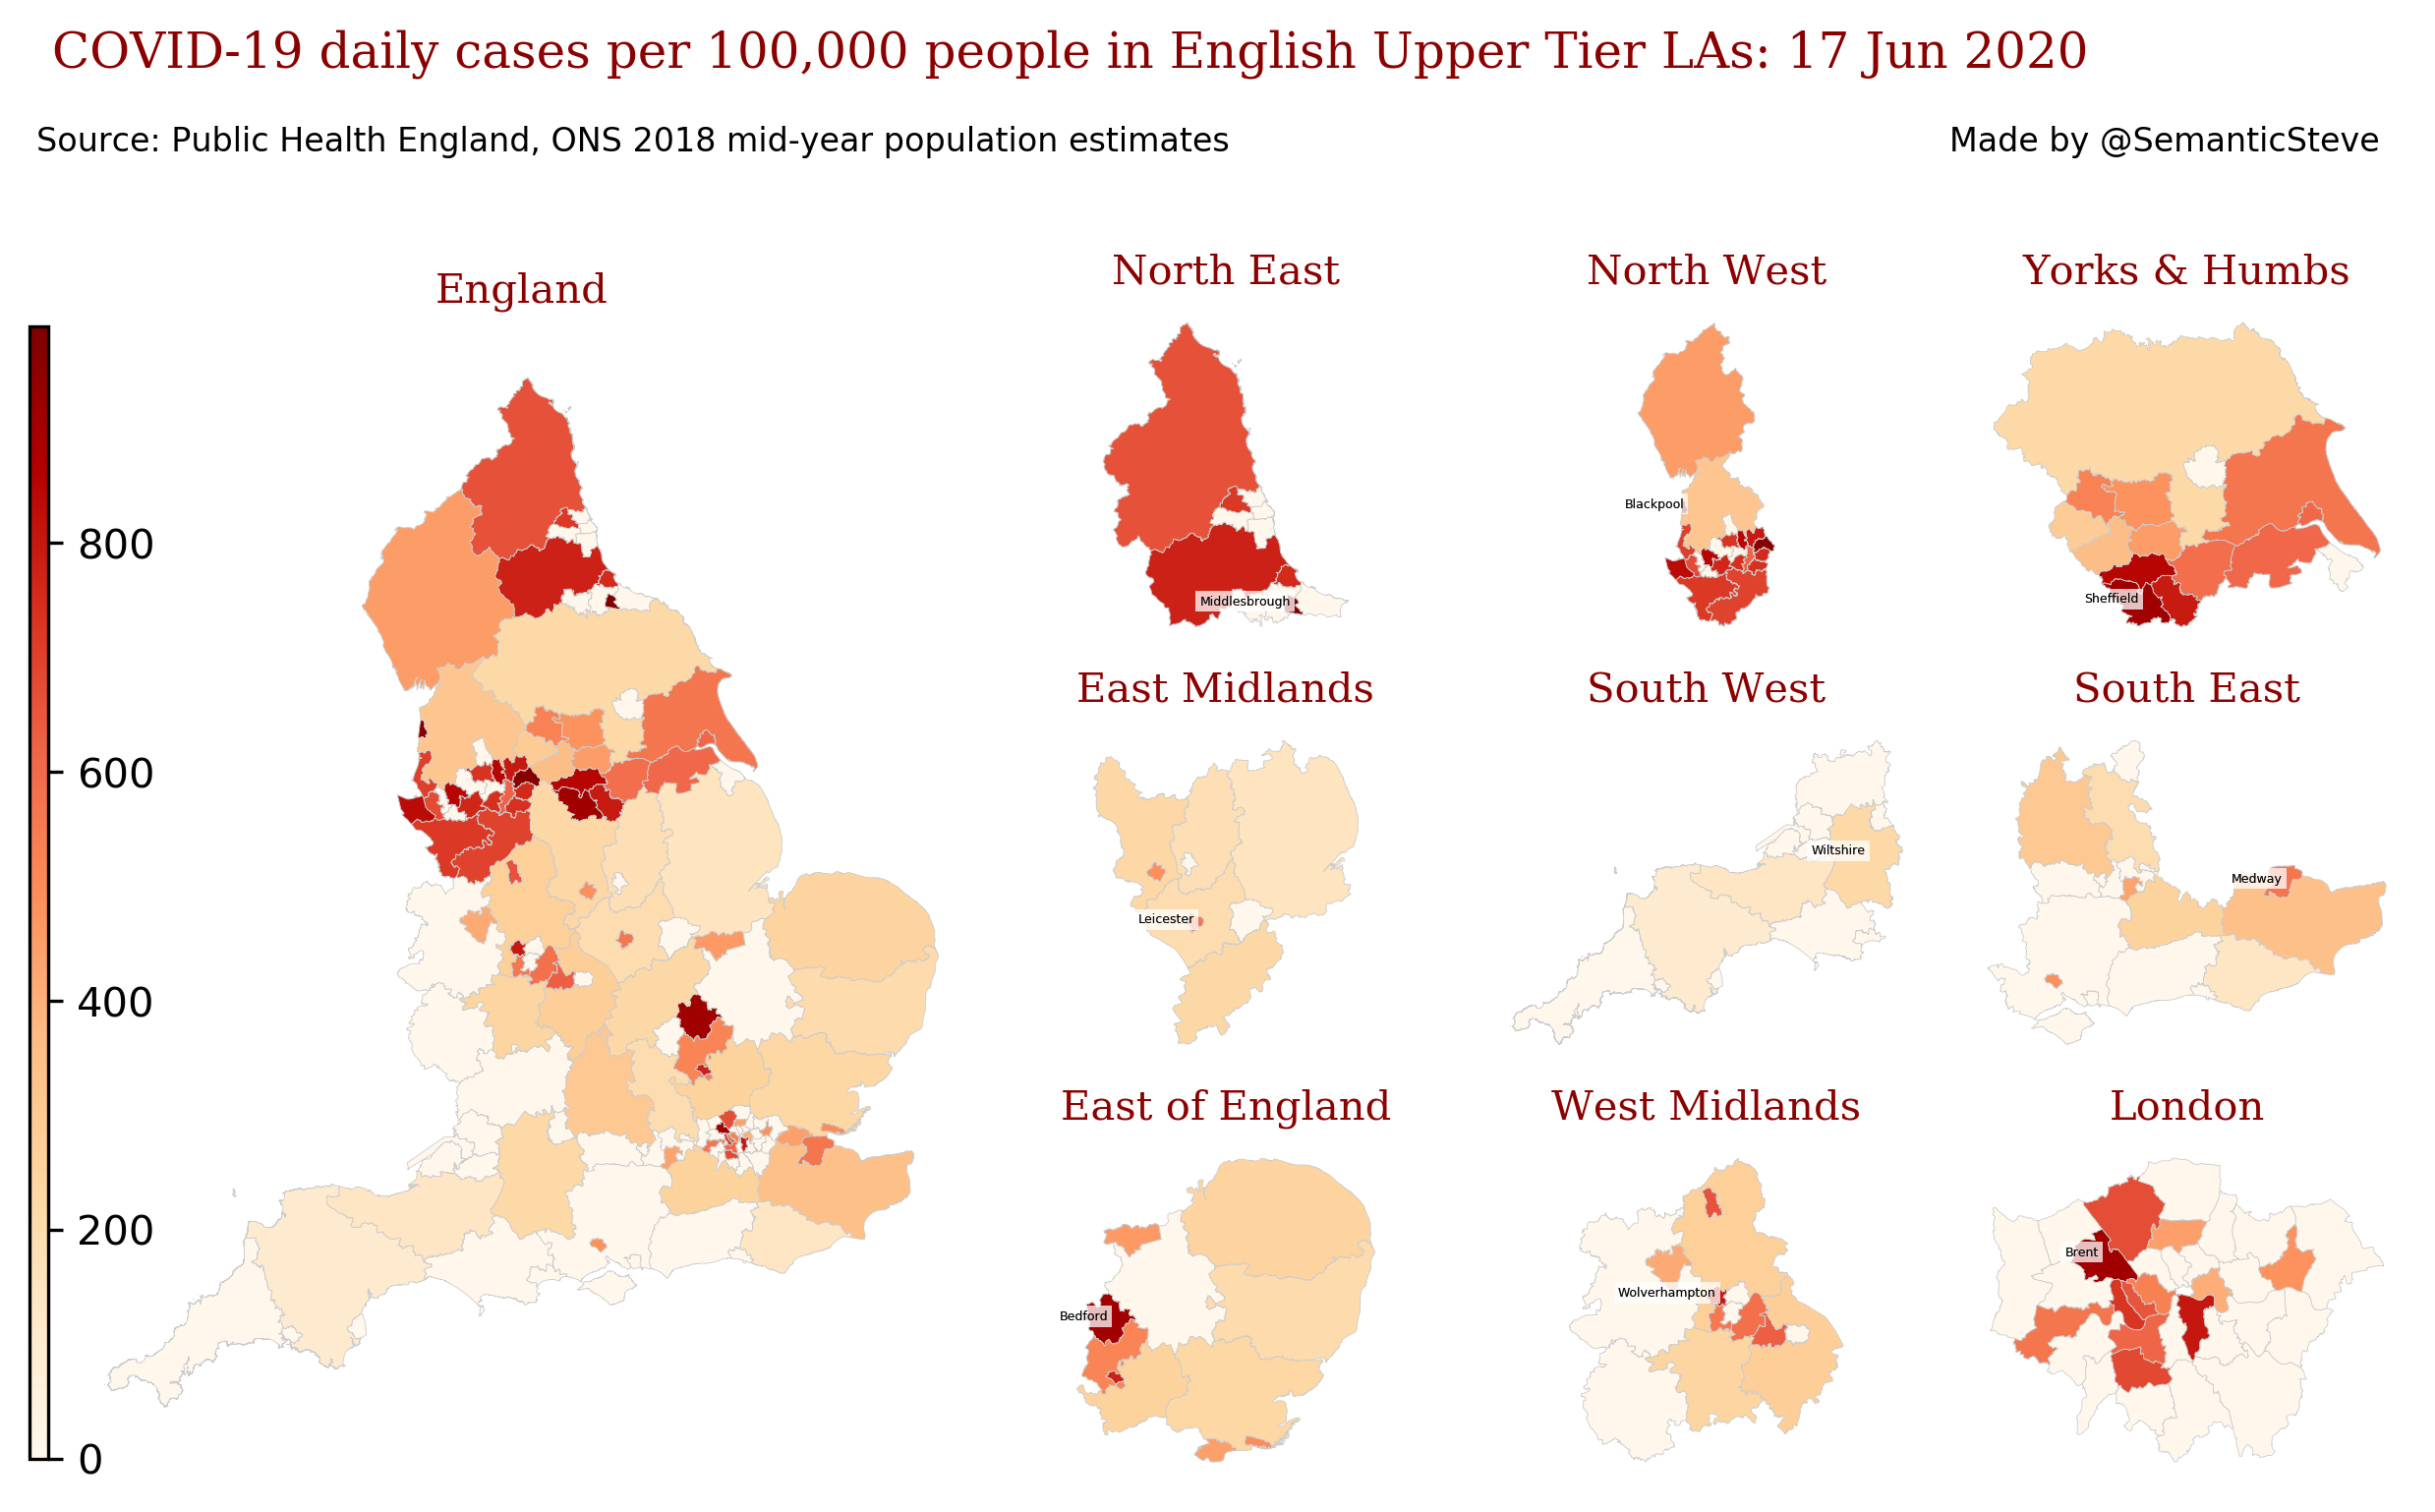 COVID-19 daily cases per 100,000 people in English Upper Tier LAs: 17 Jun 2020
Source: Public Health England, ONS 2018 mid-year population estimates
Made by @SemanticSteve
England
North East
North West
Yorks & Humbs
800
600
400
200
0
Blackpool
Middlesbrough
Sheffield
East Midlands
South West
South East
Wiltshire
Medway
Leicester
East of England
West Midlands
London
Brent
Wolverhampton
Bedford